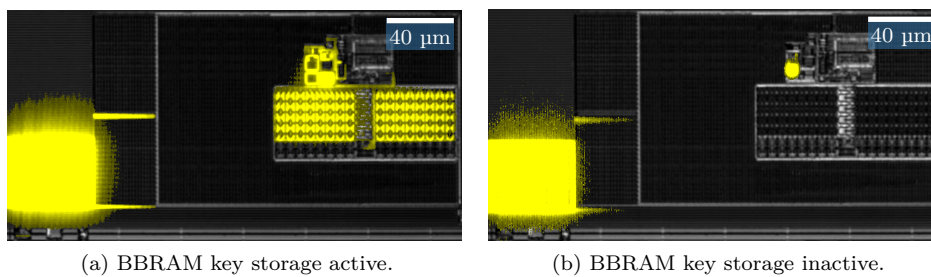 40 µm
40 µm
(a) BBRAM key storage active.
(b) BBRAM key storage inactive.